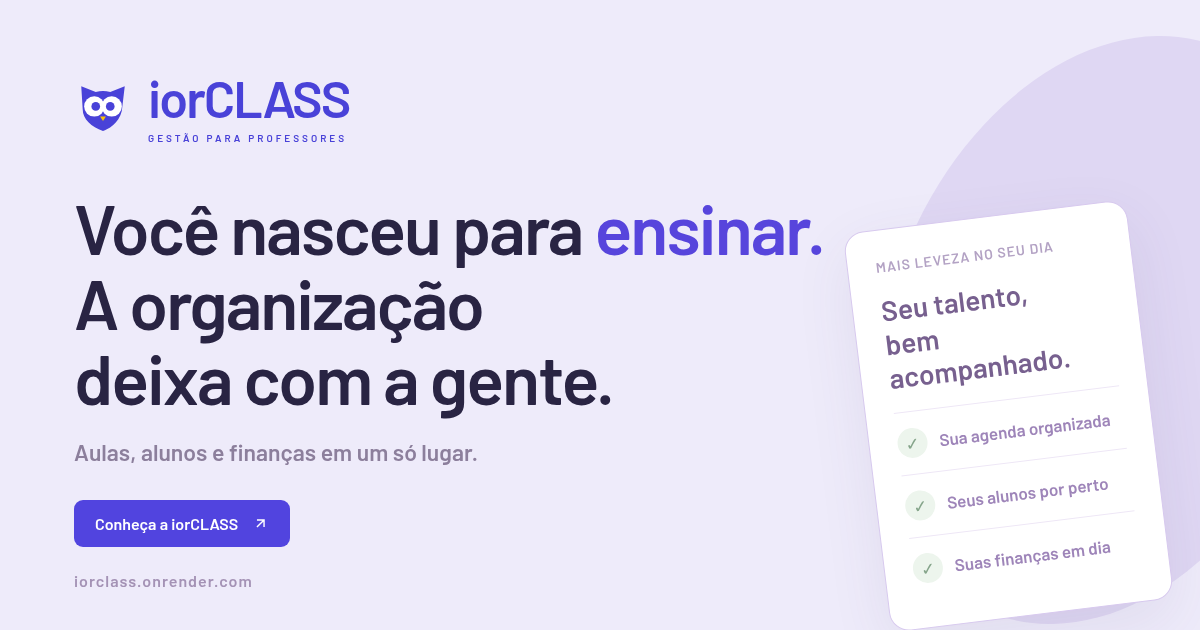 iorCLASS
GESTÃO PARA PROFESSORES
Você nasceu para ensinar.
A organização
deixa com a gente.
Aulas, alunos e finanças em um só lugar.
Conheça a iorCLASS
iorclass.onrender.com
MAIS LEVEZA NO SEU DIA
Seu talento,
bem
acompanhado.
✓ Sua agenda organizada
✓ Seus alunos por perto
✓ Suas finanças em dia